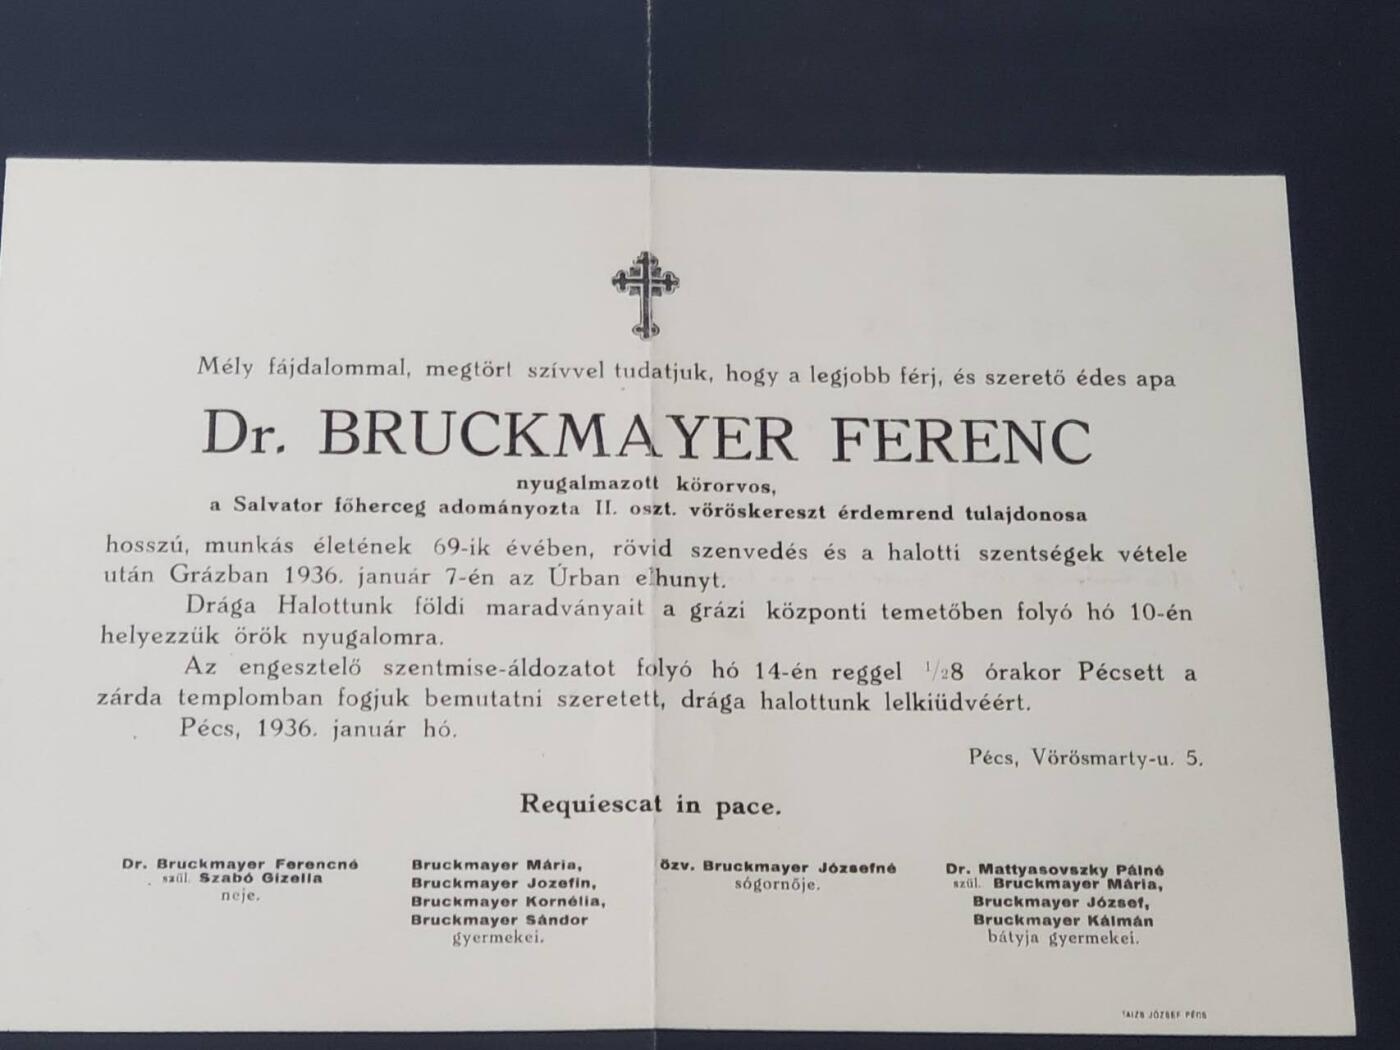 Mély fájdalommal, megtört szívvel tudatjuk, hogy a legjobb férj, és szerető édes apa
Dr. BRUCKMAYER FERENC
nyugalmazott körorvos,
a Salvator főherceg adományozta II. oszt. vöröskereszt érdemrend tulajdonosa
hosszú, munkás életének 69-ik évében, rövid szenvedés és a halotti szentségek vétele
után Grázban 1936. január 7-én az Úrban elhunyt.
Drága Halottunk földi maradványait a grázi központi temetőben folyó hó 10-én
helyezzük örök nyugalomra.
Az engesztelő szentmise-áldozatot folyó hó 14-én reggel 1/28 órakor Pécsett a
zárda templomban fogjuk bemutatni szeretett, drága halottunk lelkiüdvéért.
Pécs, 1936. január hó.
Pécs, Vörösmarty-u. 5.
Requiescat in pace.
Dr. Bruckmayer Ferencné
szül. Szabó Gizella
neje.
Bruckmayer Mária,
Bruckmayer Jozefin,
Bruckmayer Kornélia,
Bruckmayer Sándor
gyermekei.
özv. Bruckmayer Józsefné
sógornője.
Dr. Mattyasovszky Pálné
szül. Bruckmayer Mária,
Bruckmayer József,
Bruckmayer Kálmán
bátyja gyermekei.
TAIZS JÓZSEF PÉCS